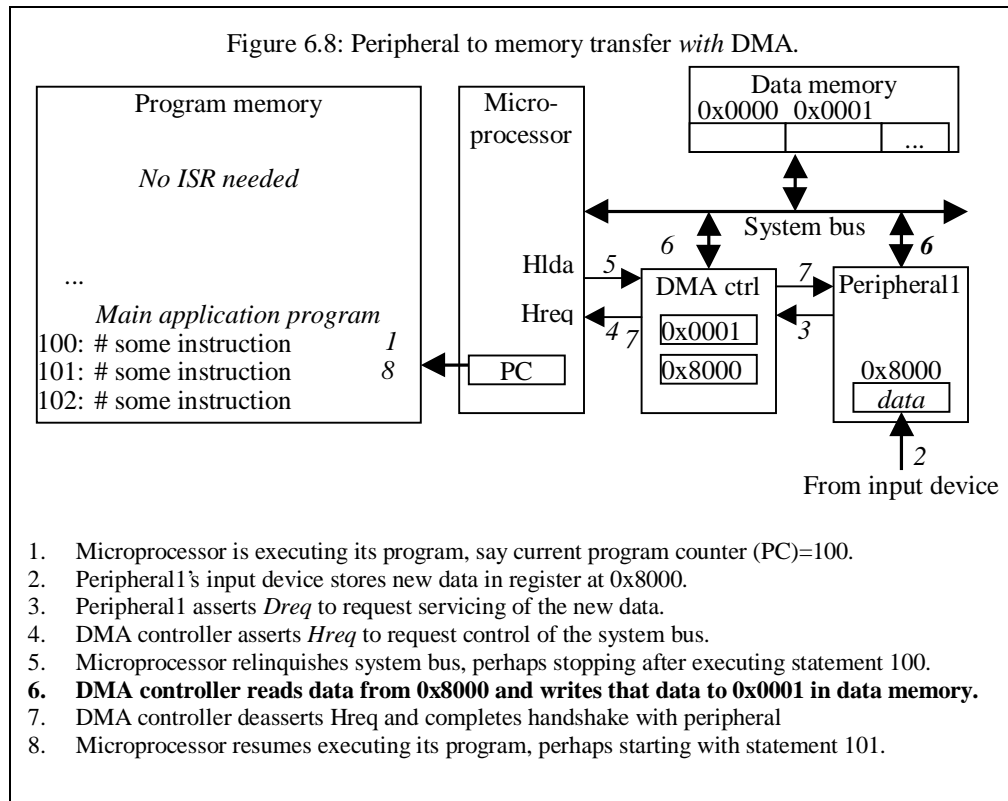 Figure 6.8: Peripheral to memory transfer with DMA.
Program memory
No ISR needed
...
Main application program
100: # some instruction 1
101: # some instruction 8
102: # some instruction
Micro-
processor
Hlda
Hreq
PC
Data memory
0x0000 0x0001
...
System bus
6
6
5
4
7
DMA ctrl
0x0001
0x8000
7
3
Peripheral1
0x8000
data
2
From input device
1. Microprocessor is executing its program, say current program counter (PC)=100.
2. Peripheral1’s input device stores new data in register at 0x8000.
3. Peripheral1 asserts Dreq to request servicing of the new data.
4. DMA controller asserts Hreq to request control of the system bus.
5. Microprocessor relinquishes system bus, perhaps stopping after executing statement 100.
6. DMA controller reads data from 0x8000 and writes that data to 0x0001 in data memory.
7. DMA controller deasserts Hreq and completes handshake with peripheral
8. Microprocessor resumes executing its program, perhaps starting with statement 101.